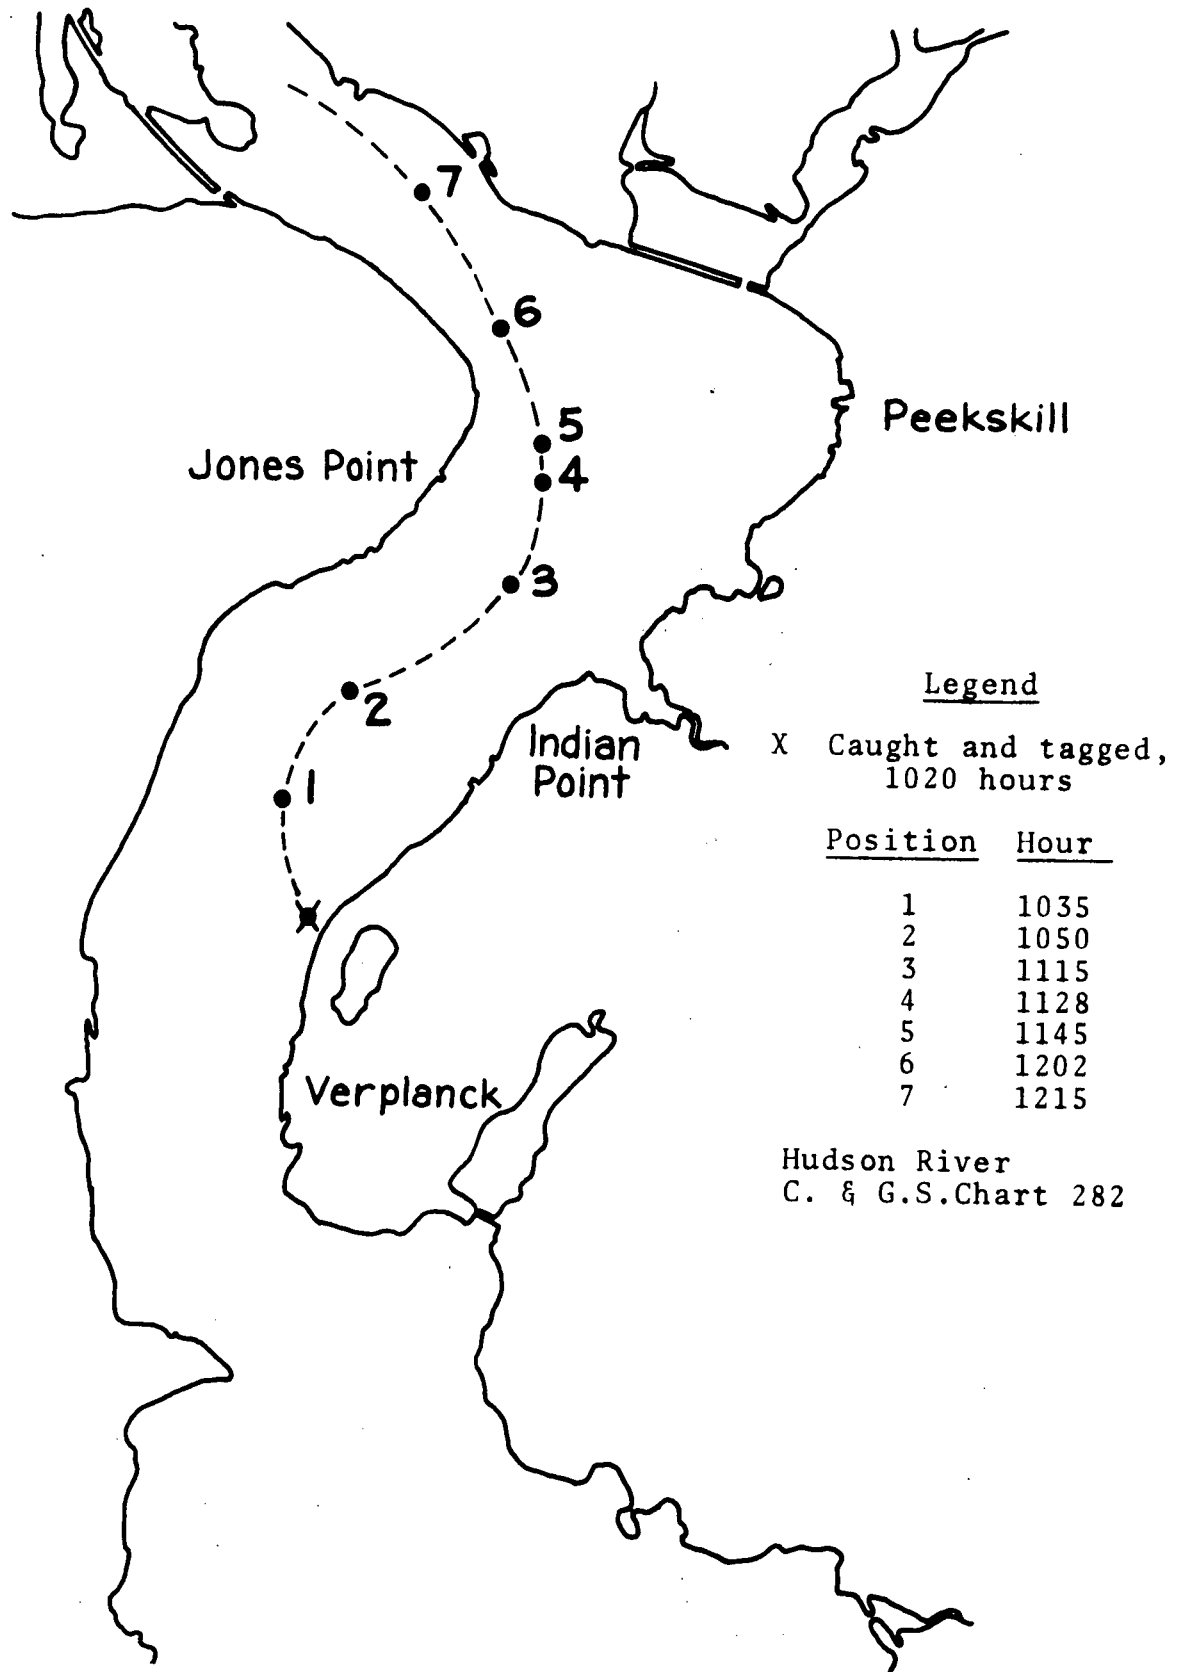 7
6
5
Peekskill
Jones Point
4
3
2
Legend
Indian
Point
X Caught and tagged,
1020 hours
1
Position Hour
1 1035
2 1050
3 1115
4 1128
5 1145
6 1202
7 1215
Verplanck
Hudson River
C. & G.S.Chart 282